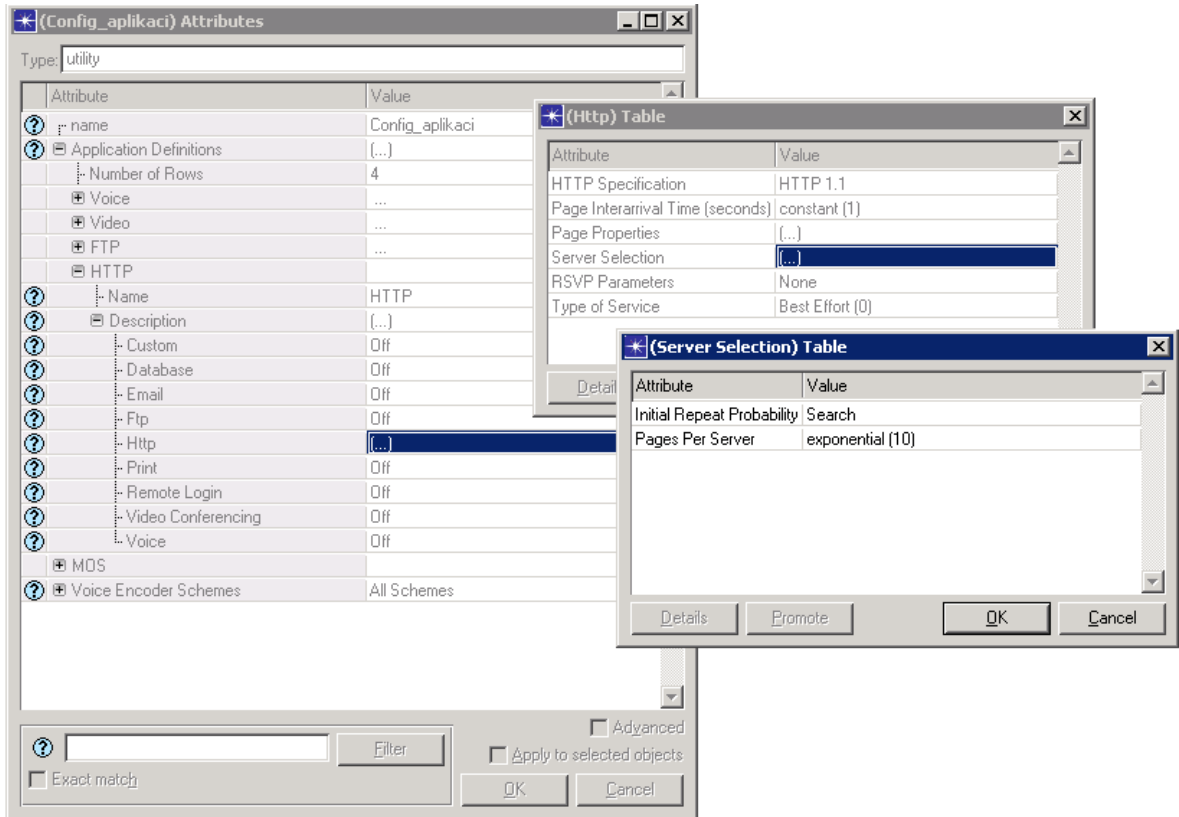 (Config_aplikaci) Attributes
Type: utility
Attribute Value
name Config_aplikaci
Application Definitions (...)
Number of Rows 4
Voice ...
Video ...
FTP ...
HTTP
Name HTTP
Description (...)
Custom Off
Database Off
Email Off
Ftp Off
Http (...)
Print Off
Remote Login Off
Video Conferencing Off
Voice Off
MOS
Voice Encoder Schemes All Schemes
Advanced
Filter
Apply to selected objects
Exact match
OK Cancel
(Http) Table
Attribute Value
HTTP Specification HTTP 1.1
Page Interarrival Time (seconds) constant (1)
Page Properties (...)
Server Selection (...)
RSVP Parameters None
Type of Service Best Effort (0)
Detail
(Server Selection) Table
Attribute Value
Initial Repeat Probability Search
Pages Per Server exponential (10)
Details Promote OK Cancel